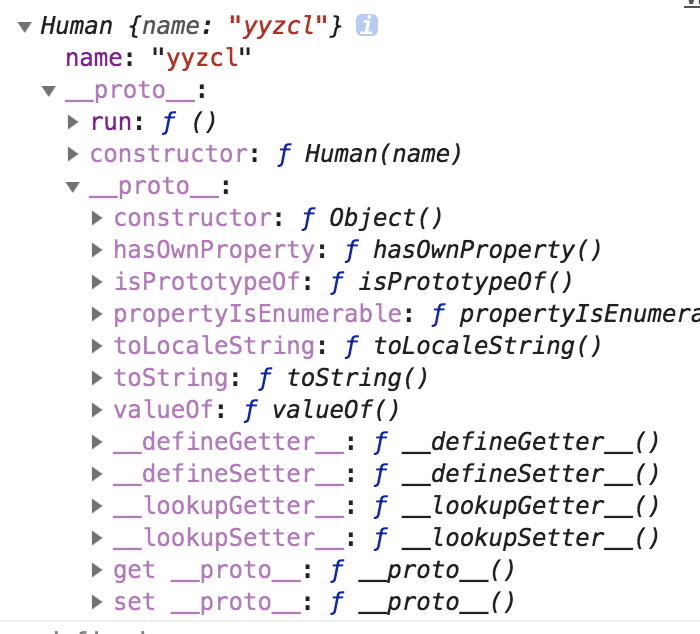 ▼ Human {name: "yyzcl"} i
name: "yyzcl"
▼ __proto__:
▶ run: ƒ ()
▶ constructor: ƒ Human(name)
▼ __proto__:
▶ constructor: ƒ Object()
▶ hasOwnProperty: ƒ hasOwnProperty()
▶ isPrototypeOf: ƒ isPrototypeOf()
▶ propertyIsEnumerable: ƒ propertyIsEnumera
▶ toLocaleString: ƒ toLocaleString()
▶ toString: ƒ toString()
▶ valueOf: ƒ valueOf()
▶ __defineGetter__: ƒ __defineGetter__()
▶ __defineSetter__: ƒ __defineSetter__()
▶ __lookupGetter__: ƒ __lookupGetter__()
▶ __lookupSetter__: ƒ __lookupSetter__()
▶ get __proto__: ƒ __proto__()
▶ set __proto__: ƒ __proto__()